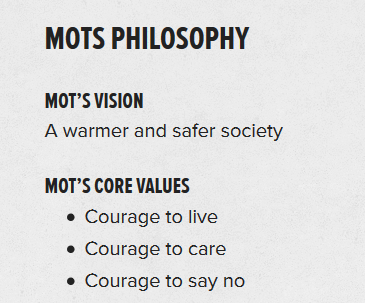 MOTS PHILOSOPHY
MOT'S VISION
A warmer and safer society
MOT'S CORE VALUES
• Courage to live
• Courage to care
• Courage to say no